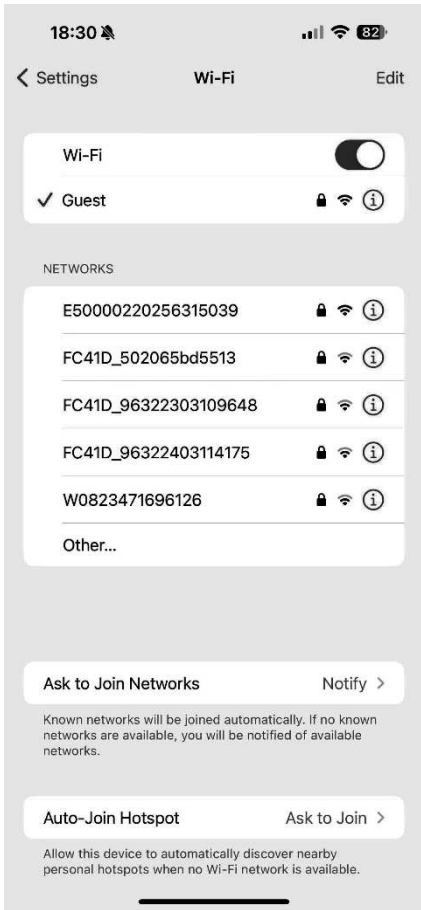 18:30 82
Settings Wi-Fi Edit
Wi-Fi
Guest
NETWORKS
E50000220256315039
FC41D_502065bd5513
FC41D_96322303109648
FC41D_96322403114175
W0823471696126
Other...
Ask to Join Networks Notify
Known networks will be joined automatically. If no known
networks are available, you will be notified of available
networks.
Auto-Join Hotspot Ask to Join
Allow this device to automatically discover nearby
personal hotspots when no Wi-Fi network is available.